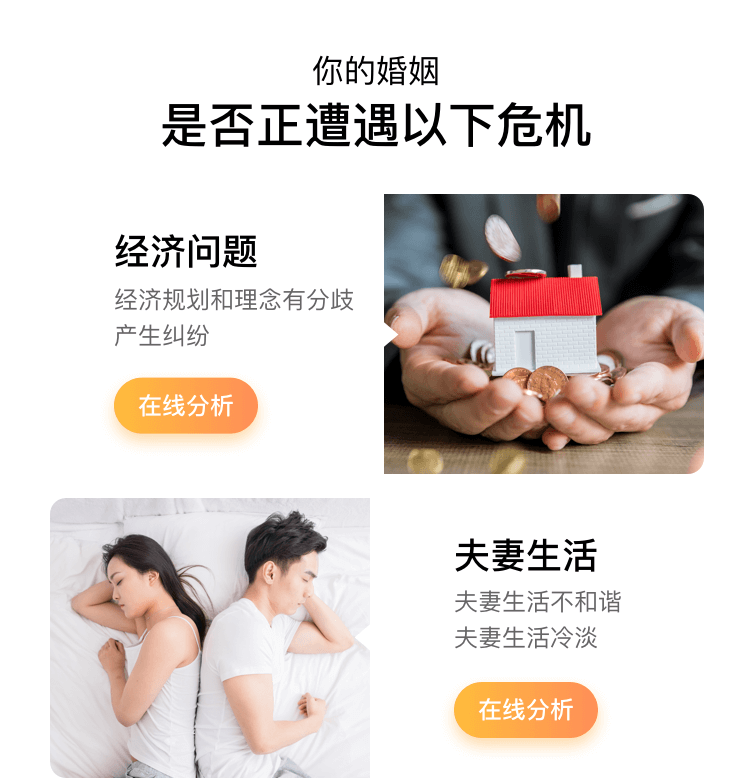 你的婚姻
是否正遭遇以下危机
经济问题
经济规划和理念有分歧
产生纠纷
在线分析
夫妻生活
夫妻生活不和谐
夫妻生活冷淡
在线分析